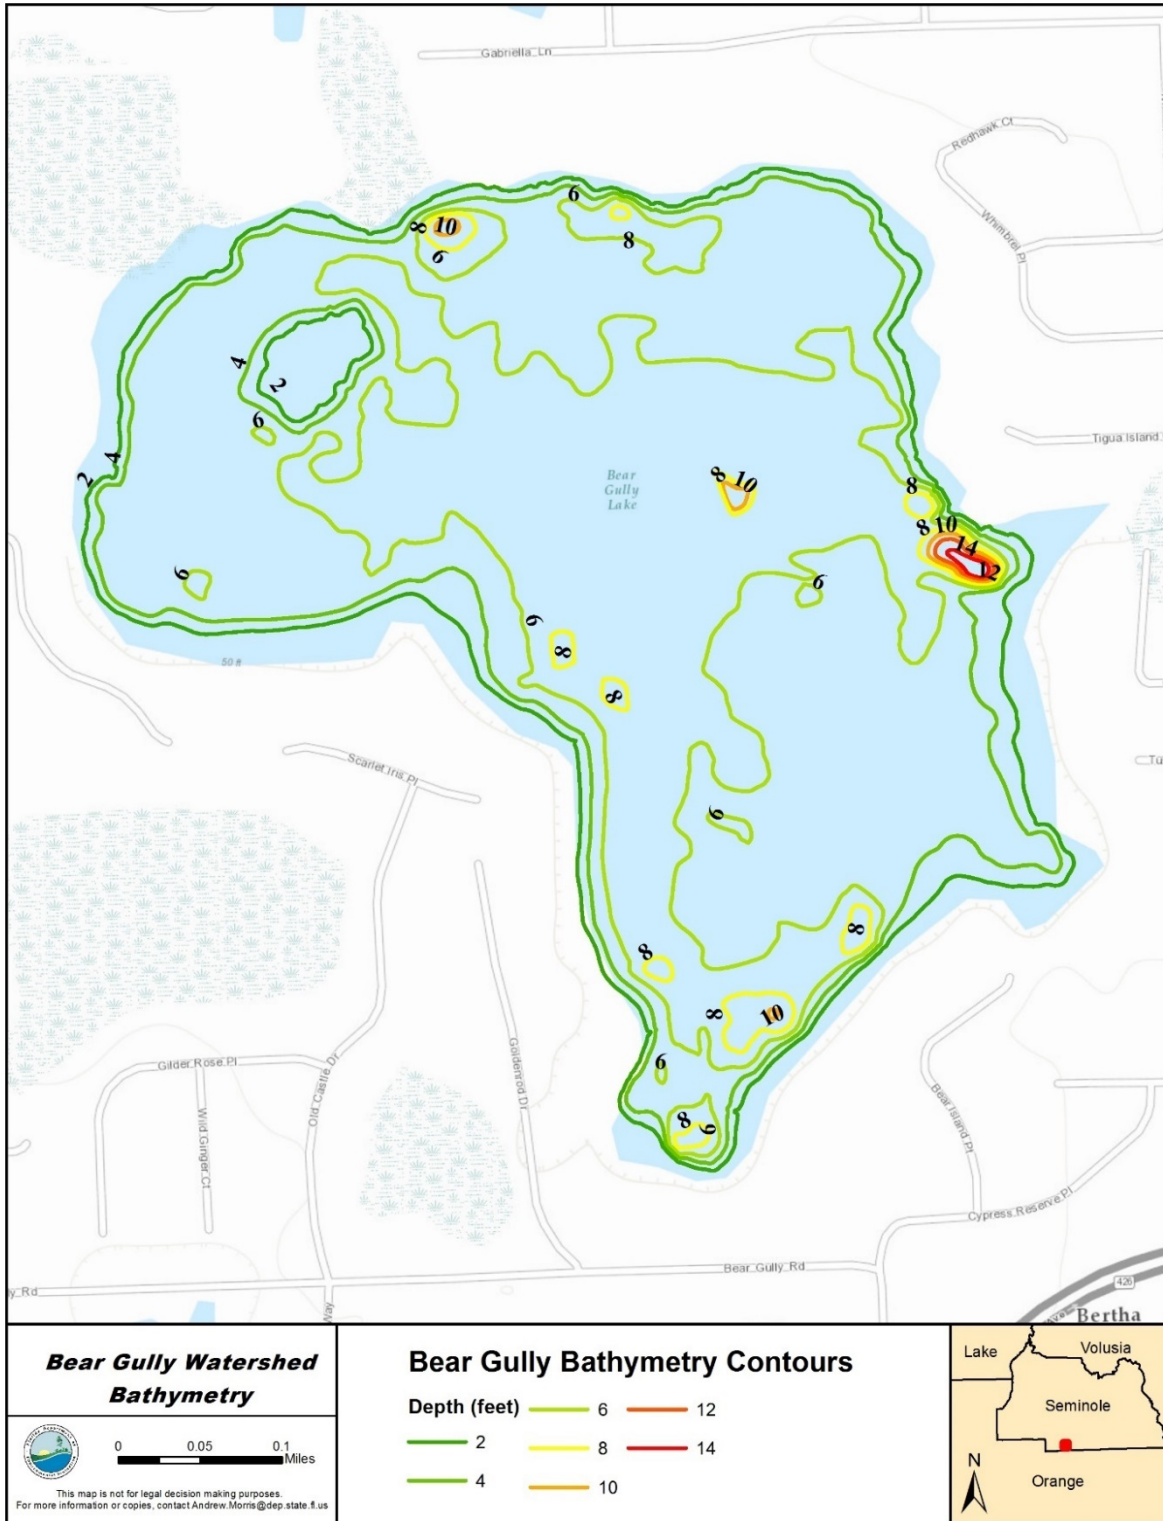 Gabriella Ln
Redhawk Ct
Whimbrel Pl
6
8
10
8
6
8
4
2
6
Tigua Island
4
2
Bear
Gully
Lake
8
10
8
8
10
14
12
6
6
6
8
8
50 ft
Scarlet Iris Pl
Tu
6
8
8
8
10
Gilder Rose Pl
Wild Ginger Ct
Old Castle Dr
Goldenrod Dr
6
8
6
Bear Island Pt
Cypress Reserve Pl
Bear Gully Rd
y Rd
Way
426
Bertha
Bear Gully Watershed
Bathymetry
0 0.05 0.1
Miles
This map is not for legal decision making purposes.
For more information or copies, contact Andrew.Morris@dep.state.fl.us
Bear Gully Bathymetry Contours
Depth (feet)
2
4
6
8
10
12
14
Lake
Volusia
Seminole
Orange
N